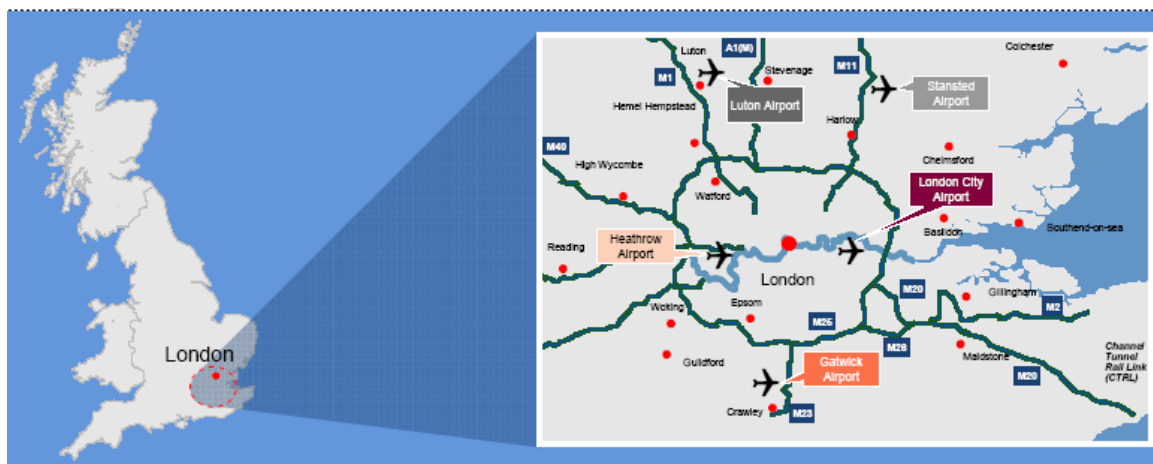 London
Luton
A1(M)
Colchester
M1
Stevenage
M11
Stansted
Airport
Luton Airport
Hemel Hempstead
Harlow
M40
High Wycombe
Chelmsford
London City
Airport
Watford
Basildon
Southend-on-sea
Heathrow
Airport
Reading
London
M20
Gillingham
M2
Woking
Epsom
M25
Channel
Tunnel
Rail Link
(CTRL)
M26
Maidstone
Guildford
Gatwick
Airport
M20
Crawley
M23